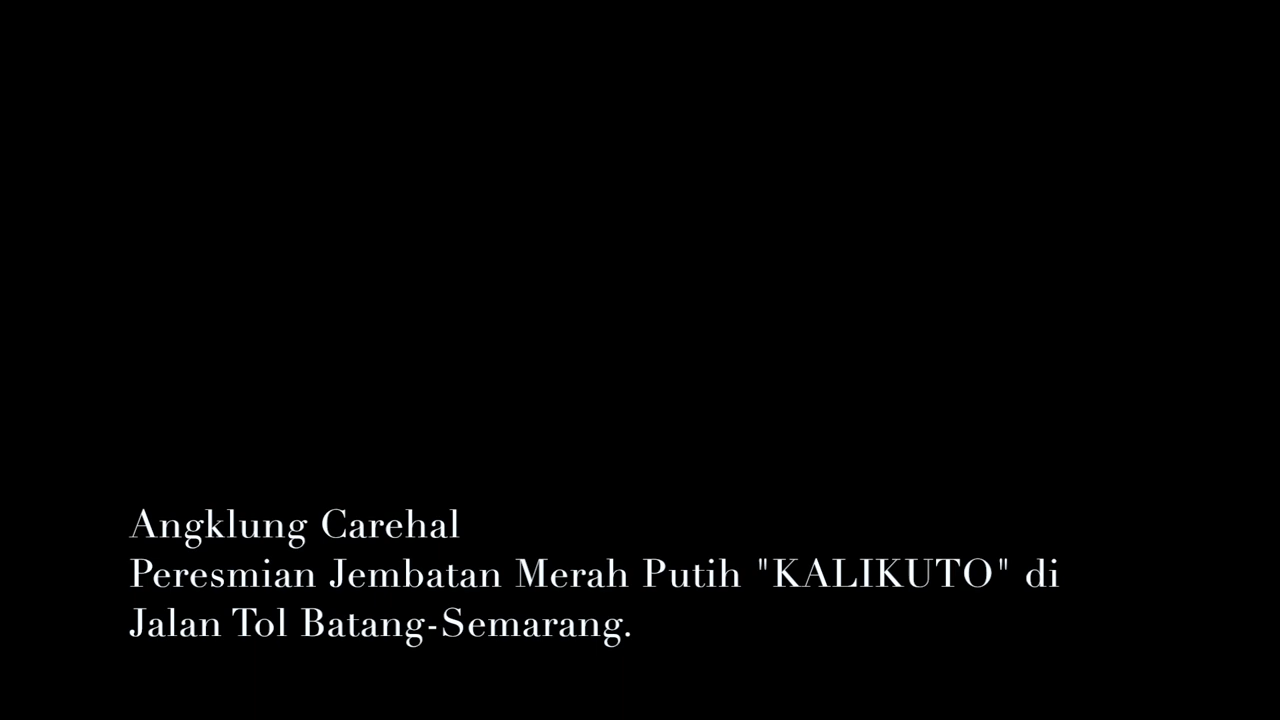 Angklung Carehal
Peresmian Jembatan Merah Putih "KALIKUTO" di
Jalan Tol Batang-Semarang.